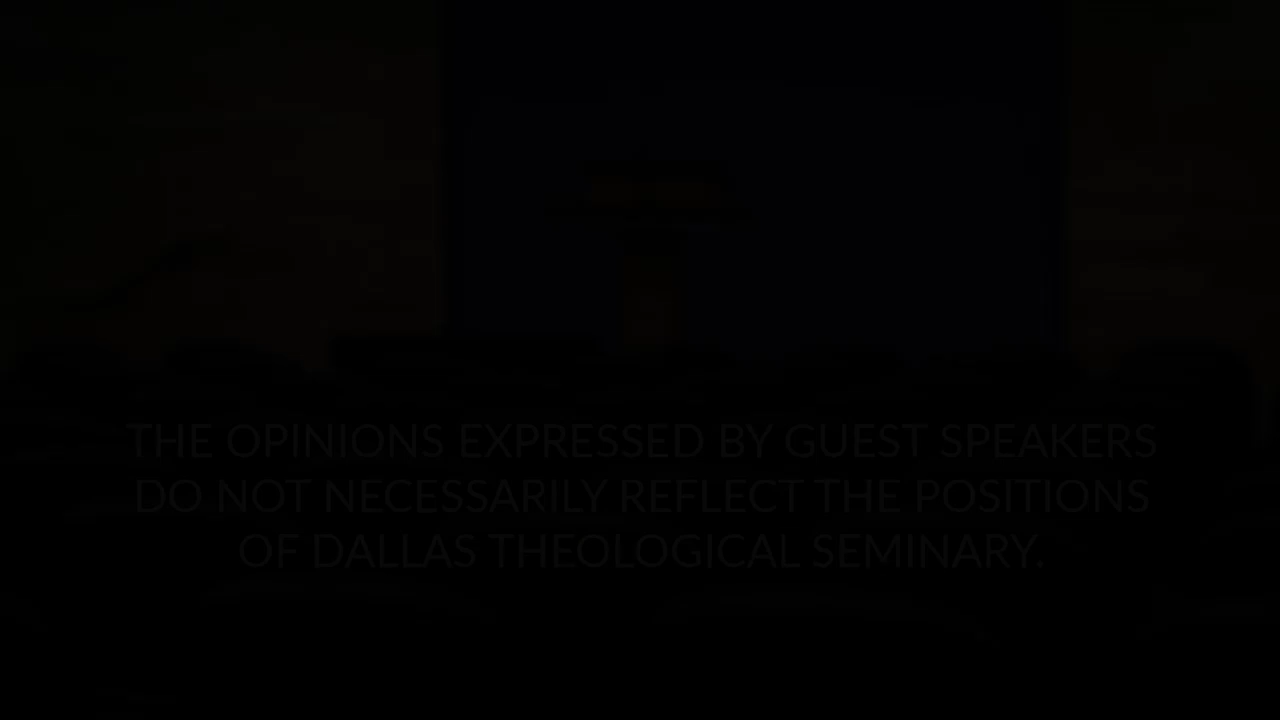 THE OPINIONS EXPRESSED BY GUEST SPEAKERS
DO NOT NECESSARILY REFLECT THE POSITIONS
OF DALLAS THEOLOGICAL SEMINARY.